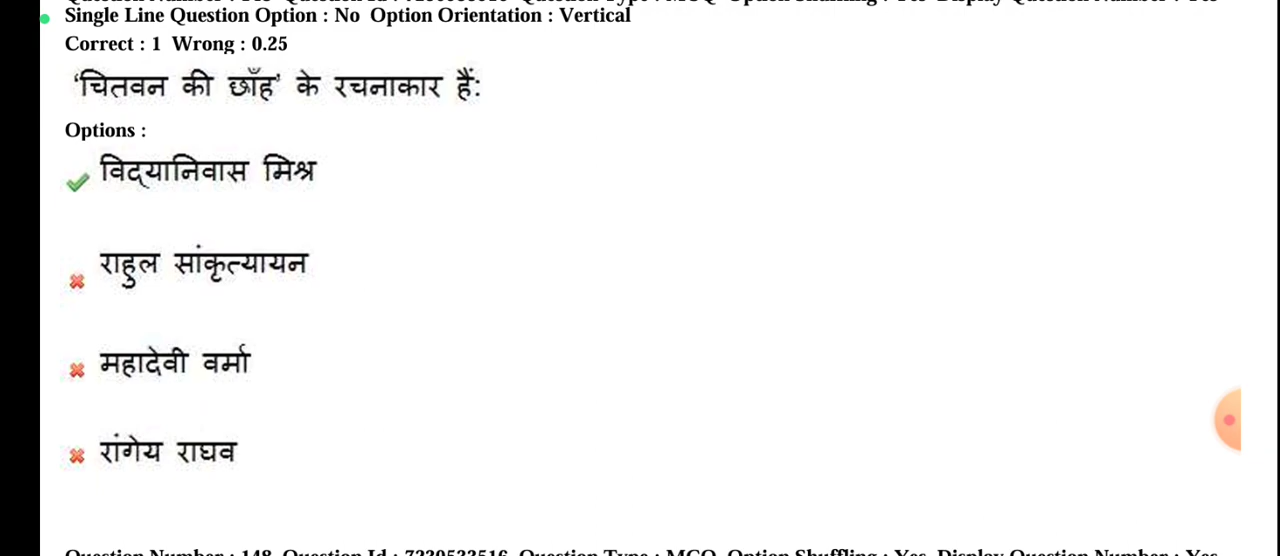 Single Line Question Option : No Option Orientation : Vertical
Correct : 1 Wrong : 0.25
'चितवन की छाँह' के रचनाकार हैं:
Options :
विद्यानिवास मिश्र
राहुल सांकृत्यायन
महादेवी वर्मा
रांगेय राघव